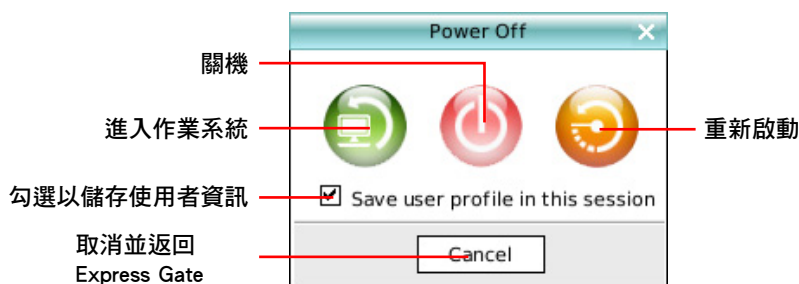 Power Off
關機
進入作業系統
重新啟動
勾選以儲存使用者資訊
Save user profile in this session
取消並返回
Express Gate
Cancel